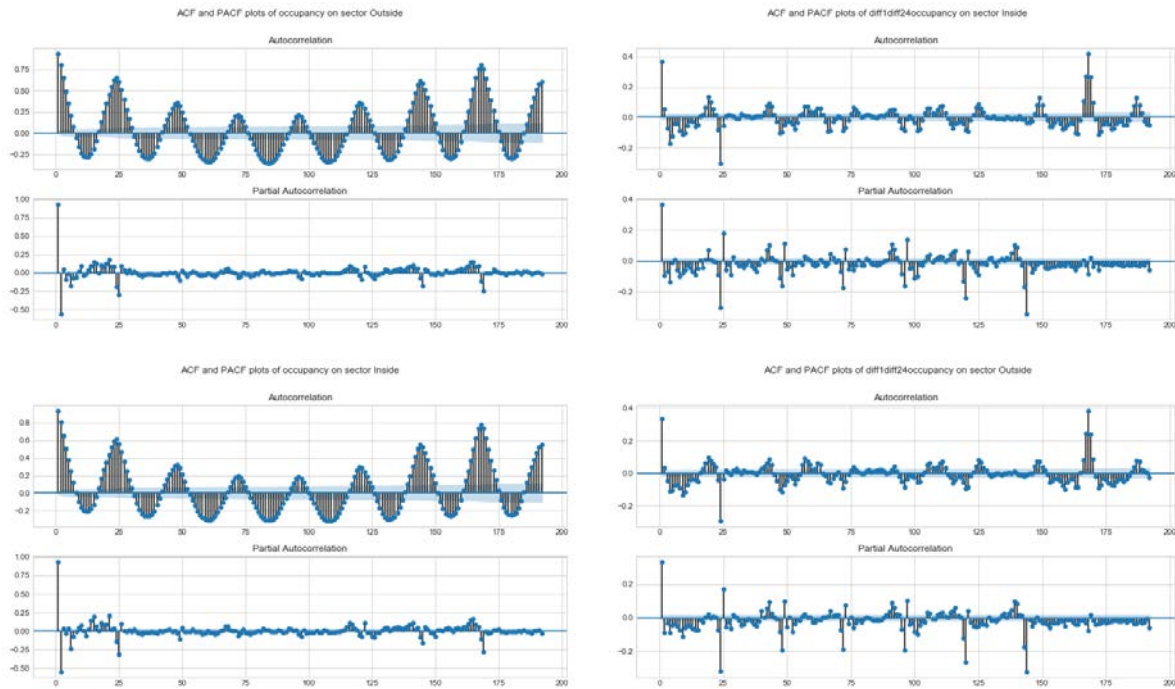 ACF and PACF plots of occupancy on sector Outside
Autocorrelation
0.75
0.50
0.25
0.00
−0.25
0 25 50 75 100 125 150 175 200
Partial Autocorrelation
1.00
0.75
0.50
0.25
0.00
−0.25
−0.50
0 25 50 75 100 125 150 175 200
ACF and PACF plots of diff1diff24occupancy on sector Inside
Autocorrelation
0.4
0.2
0.0
−0.2
0 25 50 75 100 125 150 175 200
Partial Autocorrelation
0.4
0.2
0.0
−0.2
0 25 50 75 100 125 150 175 200
ACF and PACF plots of occupancy on sector Inside
Autocorrelation
0.8
0.6
0.4
0.2
0.0
−0.2
0 25 50 75 100 125 150 175 200
Partial Autocorrelation
1.00
0.75
0.50
0.25
0.00
−0.25
−0.50
0 25 50 75 100 125 150 175 200
ACF and PACF plots of diff1diff24occupancy on sector Outside
Autocorrelation
0.4
0.2
0.0
−0.2
0 25 50 75 100 125 150 175 200
Partial Autocorrelation
0.2
0.0
−0.2
0 25 50 75 100 125 150 175 200